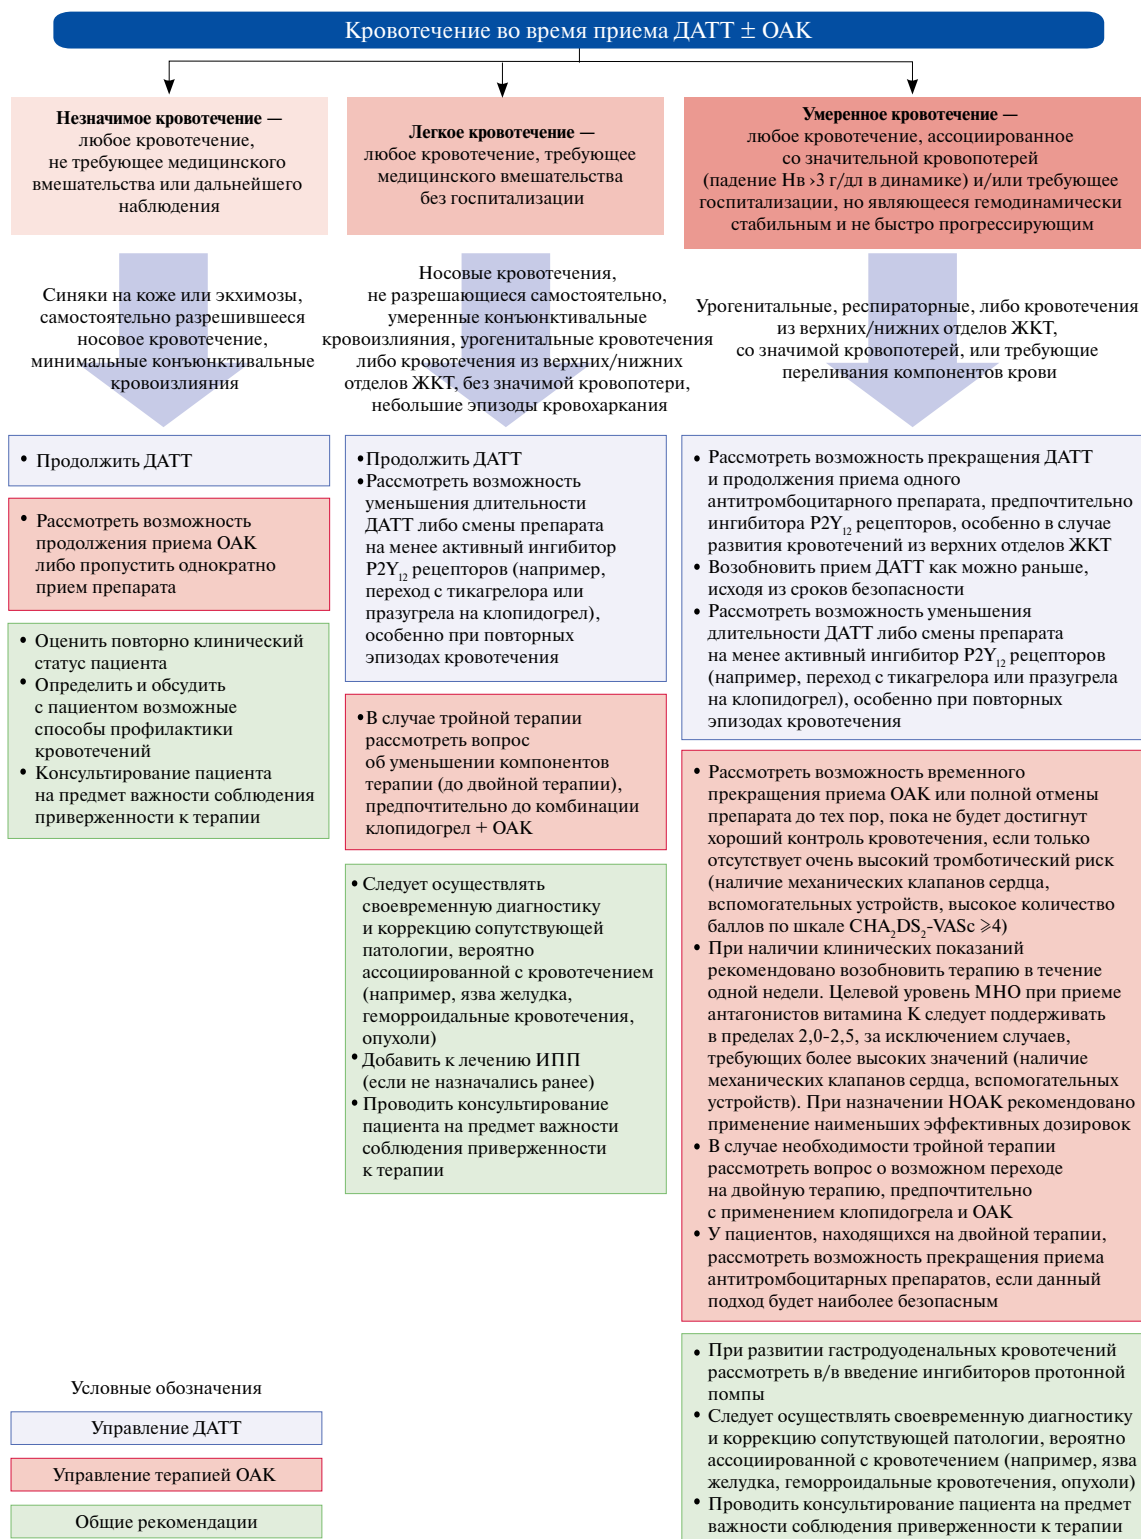 Кровотечение во время приема ДАТТ ± ОАК
Незначимое кровотечение —
любое кровотечение,
не требующее медицинского
вмешательства или дальнейшего
наблюдения
Синяки на коже или экхимозы,
самостоятельно разрешившееся
носовое кровотечение,
минимальные конъюнктивальные
кровоизлияния
• Продолжить ДАТТ
• Рассмотреть возможность
продолжения приема ОАК
либо пропустить однократно
прием препарата
• Оценить повторно клинический
статус пациента
• Определить и обсудить
с пациентом возможные
способы профилактики
кровотечений
• Консультирование пациента
на предмет важности соблюдения
приверженности к терапии
Легкое кровотечение —
любое кровотечение, требующее
медицинского вмешательства
без госпитализации
Носовые кровотечения,
не разрешающиеся самостоятельно,
умеренные конъюнктивальные
кровоизлияния, урогенитальные кровотечения
либо кровотечения из верхних/нижних
отделов ЖКТ, без значимой кровопотери,
небольшие эпизоды кровохаркания
• Продолжить ДАТТ
• Рассмотреть возможность
уменьшения длительности
ДАТТ либо смены препарата
на менее активный ингибитор
P2Y₁₂ рецепторов (например,
переход с тикагрелора или
празугрела на клопидогрел),
особенно при повторных
эпизодах кровотечения
• В случае тройной терапии
рассмотреть вопрос
об уменьшении компонентов
терапии (до двойной терапии),
предпочтительно до комбинации
клопидогрел + ОАК
• Следует осуществлять
своевременную диагностику
и коррекцию сопутствующей
патологии, вероятно
ассоциированной с кровотечением
(например, язва желудка,
геморроидальные кровотечения,
опухоли)
• Добавить к лечению ИПП
(если не назначались ранее)
• Проводить консультирование
пациента на предмет важности
соблюдения приверженности
к терапии
Умеренное кровотечение —
любое кровотечение, ассоциированное
со значительной кровопотерей
(падение Нв ›3 г/дл в динамике) и/или требующее
госпитализации, но являющееся гемодинамически
стабильным и не быстро прогрессирующим
Урогенитальные, респираторные, либо кровотечения
из верхних/нижних отделов ЖКТ,
со значимой кровопотерей, или требующие
переливания компонентов крови
• Рассмотреть возможность прекращения ДАТТ
и продолжения приема одного
антитромбоцитарного препарата, предпочтительно
ингибитора P2Y₁₂ рецепторов, особенно в случае
развития кровотечений из верхних отделов ЖКТ
• Возобновить прием ДАТТ как можно раньше,
исходя из сроков безопасности
• Рассмотреть возможность уменьшения
длительности ДАТТ либо смены препарата
на менее активный ингибитор P2Y₁₂ рецепторов
(например, переход с тикагрелора или празугрела
на клопидогрел), особенно при повторных
эпизодах кровотечения
• Рассмотреть возможность временного
прекращения приема ОАК или полной отмены
препарата до тех пор, пока не будет достигнут
хороший контроль кровотечения, если только
отсутствует очень высокий тромботический риск
(наличие механических клапанов сердца,
вспомогательных устройств, высокое количество
баллов по шкале CHA₂DS₂-VASc ⩾4)
• При наличии клинических показаний
рекомендовано возобновить терапию в течение
одной недели. Целевой уровень МНО при приеме
антагонистов витамина К следует поддерживать
в пределах 2,0-2,5, за исключением случаев,
требующих более высоких значений (наличие
механических клапанов сердца, вспомогательных
устройств). При назначении НОАК рекомендовано
применение наименьших эффективных дозировок
• В случае необходимости тройной терапии
рассмотреть вопрос о возможном переходе
на двойную терапию, предпочтительно
с применением клопидогрела и ОАК
• У пациентов, находящихся на двойной терапии,
рассмотреть возможность прекращения приема
антитромбоцитарных препаратов, если данный
подход будет наиболее безопасным
• При развитии гастродуоденальных кровотечений
рассмотреть в/в введение ингибиторов протонной
помпы
• Следует осуществлять своевременную диагностику
и коррекцию сопутствующей патологии, вероятно
ассоциированной с кровотечением (например, язва
желудка, геморроидальные кровотечения, опухоли)
• Проводить консультирование пациента на предмет
важности соблюдения приверженности к терапии
Условные обозначения
Управление ДАТТ
Управление терапией ОАК
Общие рекомендации